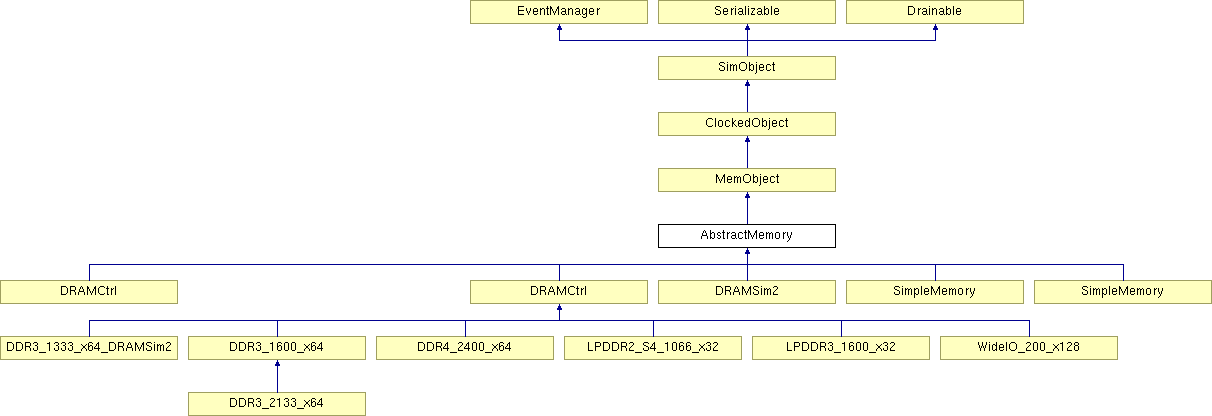 EventManager
Serializable
Drainable
SimObject
ClockedObject
MemObject
AbstractMemory
DRAMCtrl
DRAMCtrl
DRAMSim2
SimpleMemory
SimpleMemory
DDR3_1333_x64_DRAMSim2
DDR3_1600_x64
DDR4_2400_x64
LPDDR2_S4_1066_x32
LPDDR3_1600_x32
WideIO_200_x128
DDR3_2133_x64